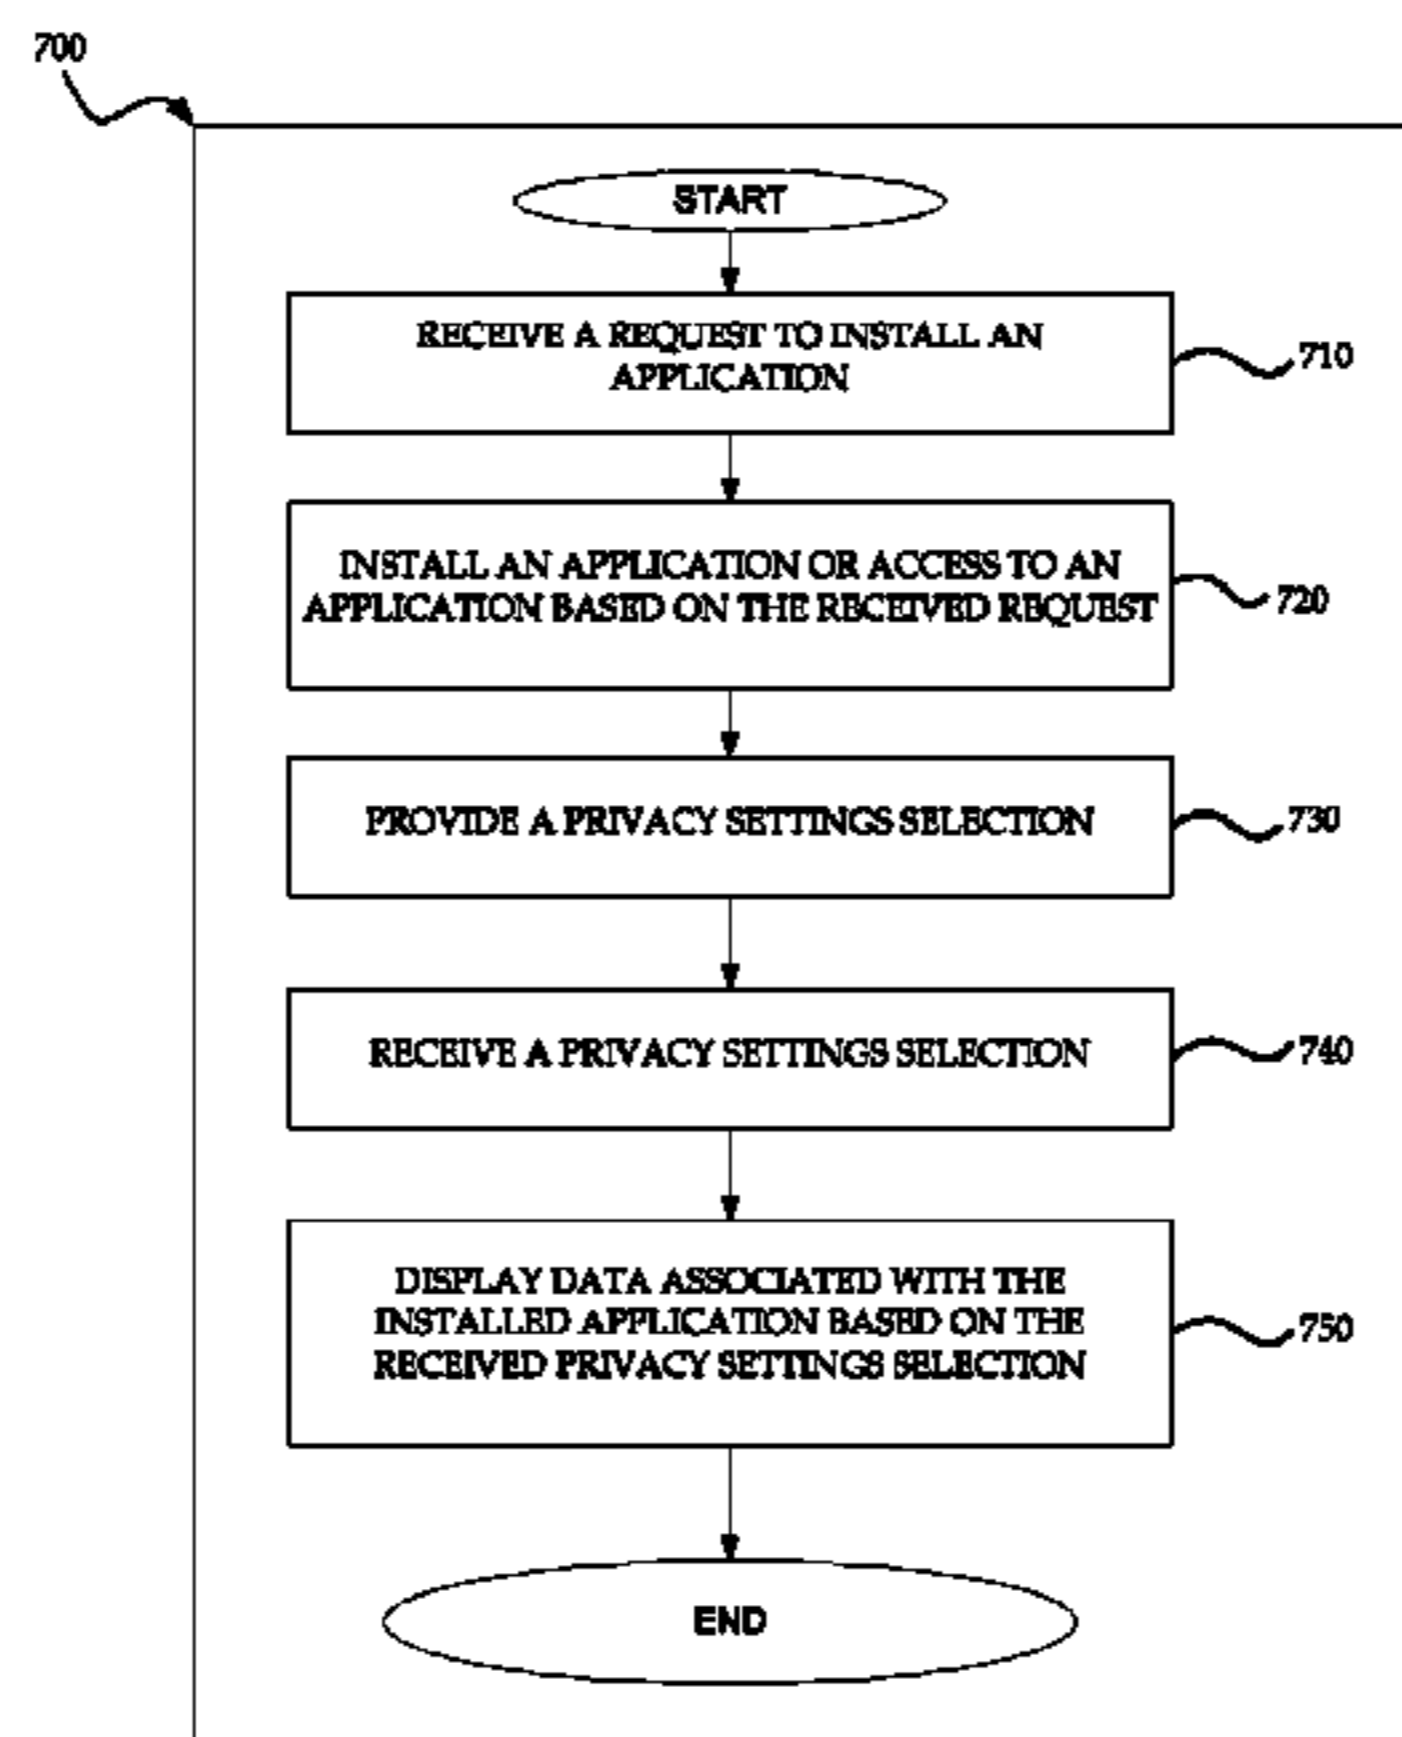 700
START
RECEIVE A REQUEST TO INSTALL AN
APPLICATION
710
INSTALL AN APPLICATION OR ACCESS TO AN
APPLICATION BASED ON THE RECEIVED REQUEST
720
PROVIDE A PRIVACY SETTINGS SELECTION
730
RECEIVE A PRIVACY SETTINGS SELECTION
740
DISPLAY DATA ASSOCIATED WITH THE
INSTALLED APPLICATION BASED ON THE
RECEIVED PRIVACY SETTINGS SELECTION
750
END